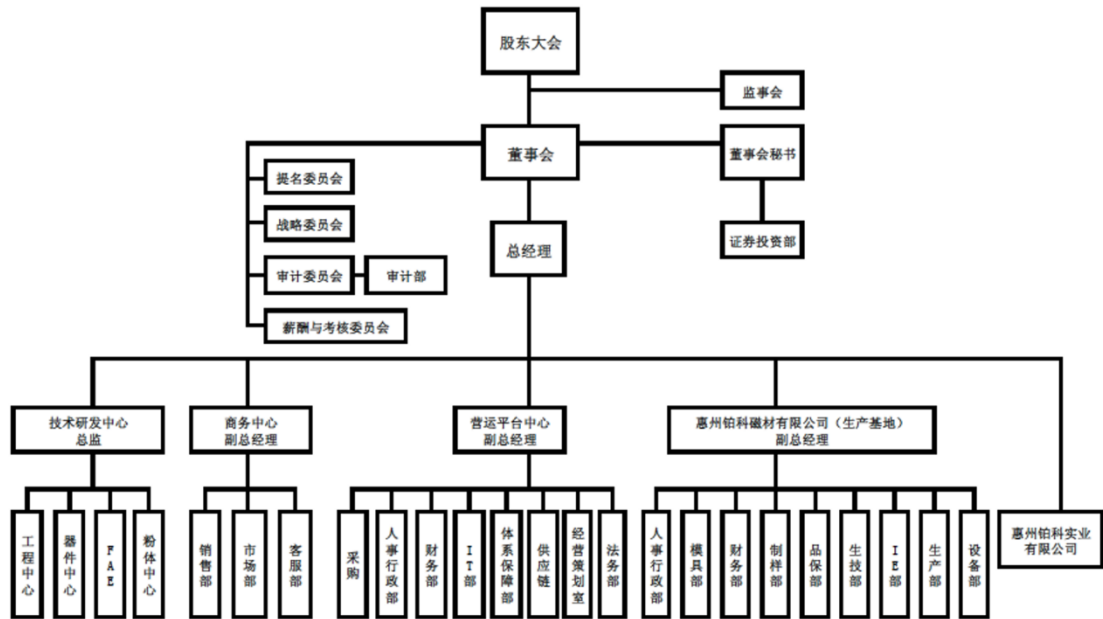 股东大会
监事会
董事会
董事会秘书
提名委员会
战略委员会
总经理
证券投资部
审计委员会
审计部
薪酬与考核委员会
技术研发中心
总监
商务中心
副总经理
营运平台中心
副总经理
惠州铂科磁材有限公司（生产基地）
副总经理
工程中心
器件中心
FAE
粉体中心
销售部
市场部
客服部
采购
人事行政部
财务部
IT部
体系保障部
供应链
经营策划室
法务部
人事行政部
模具部
财务部
制样部
品保部
生技部
IE部
生产部
设备部
惠州铂科实业
有限公司